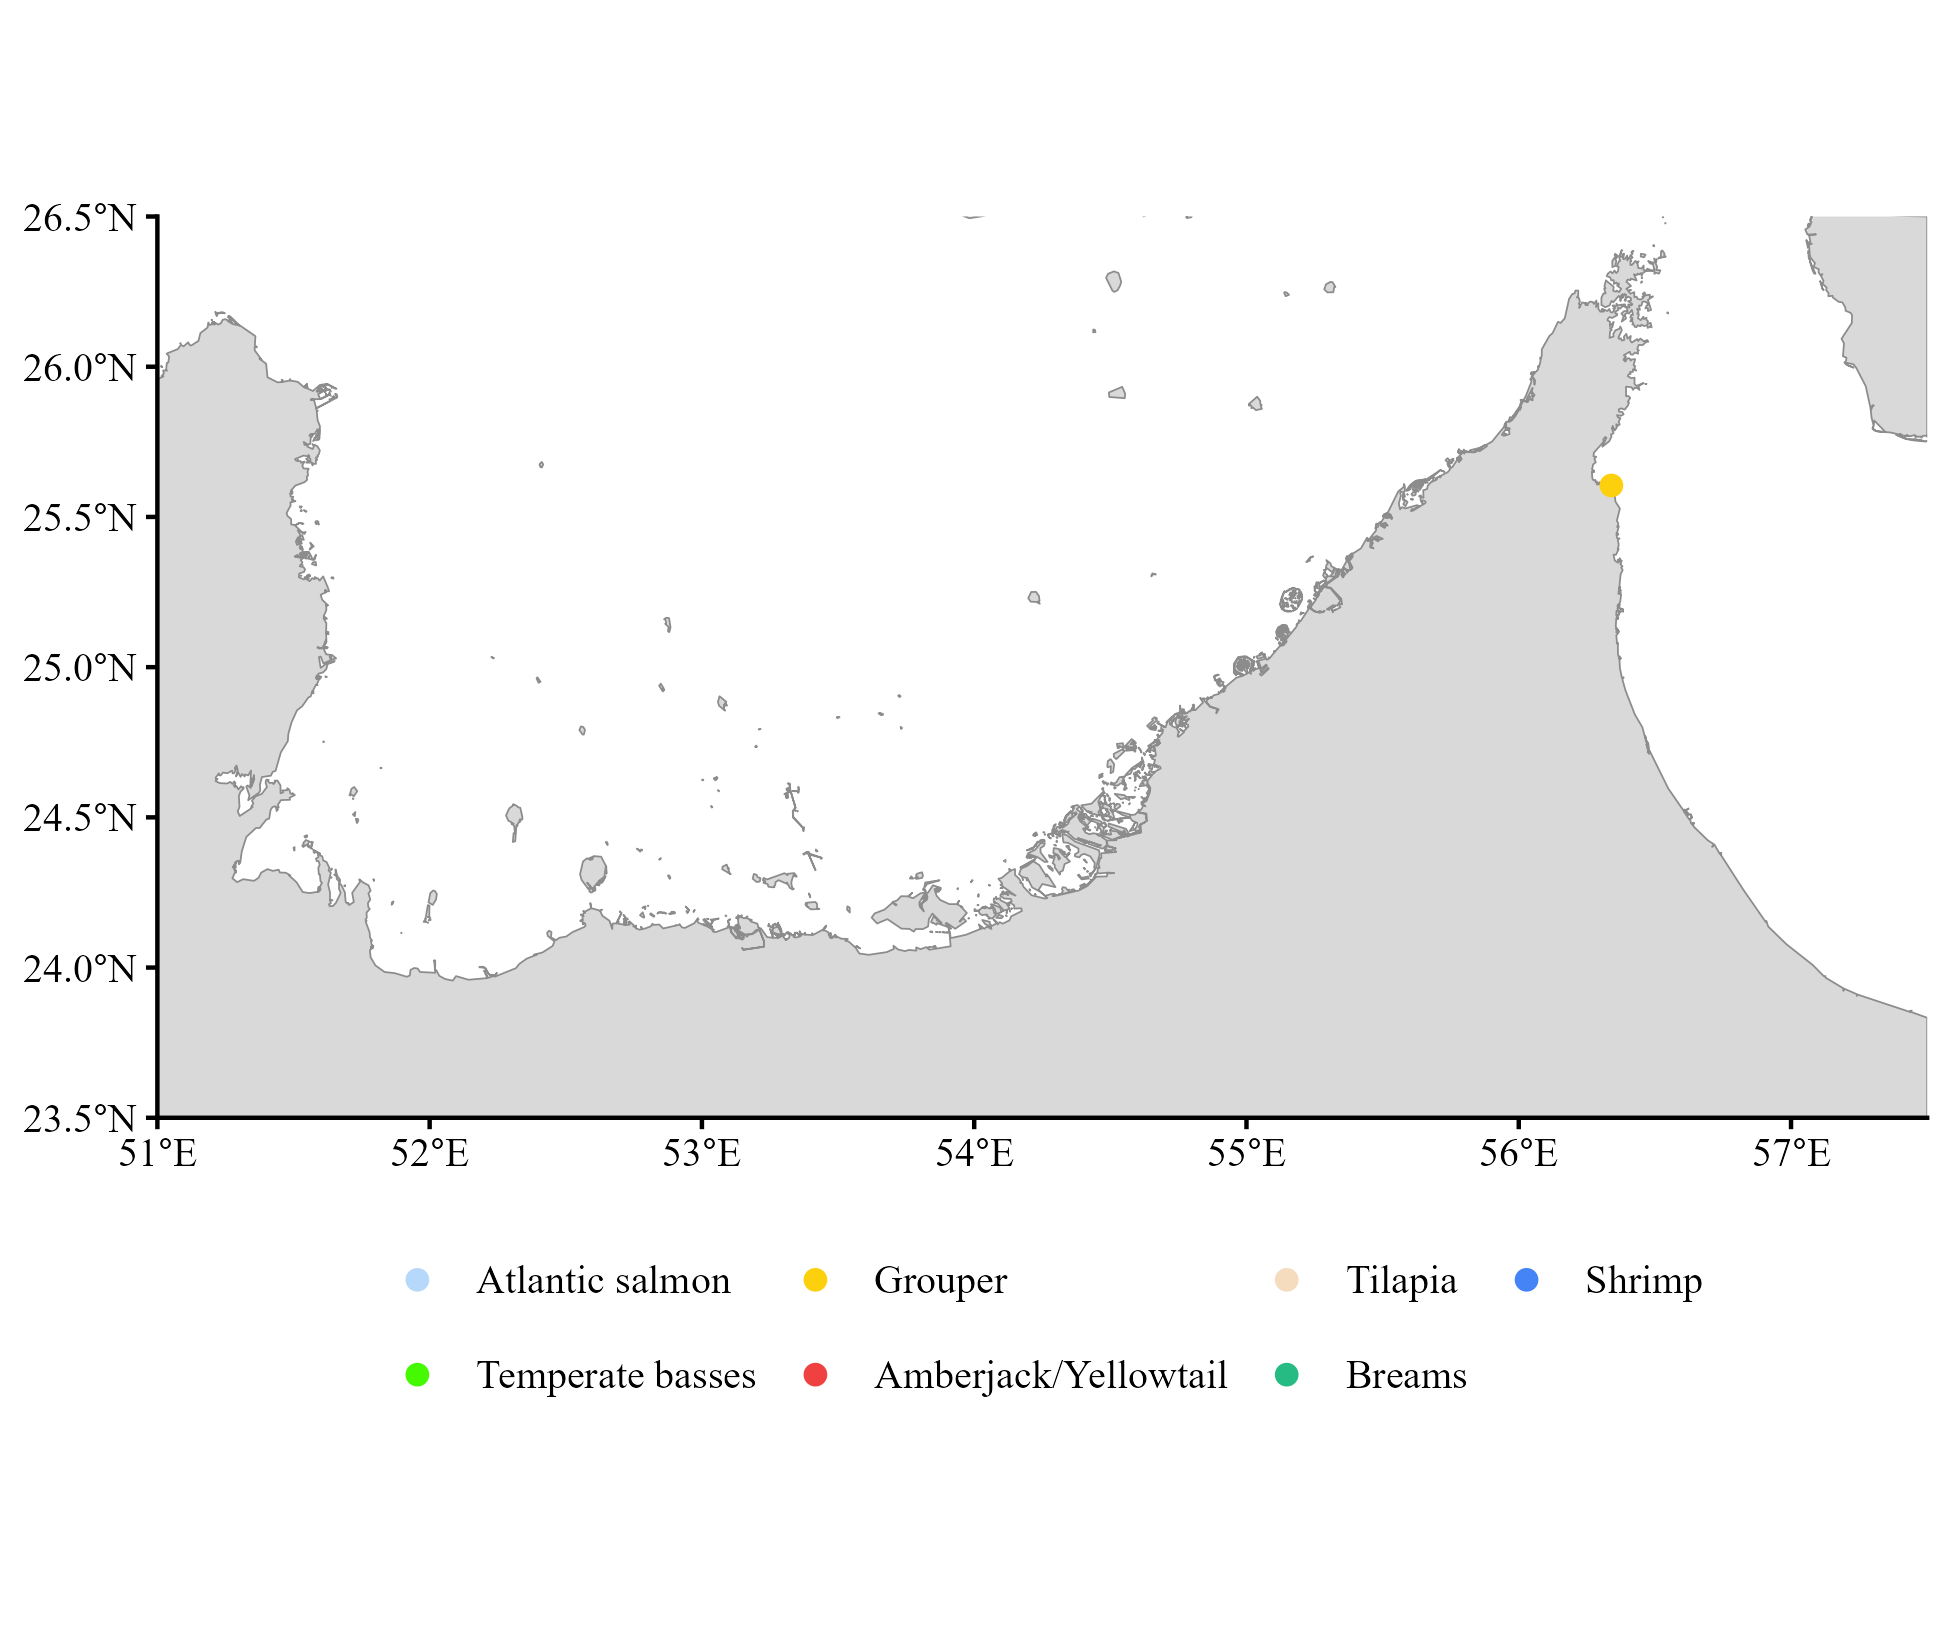 26.5°N
26.0°N
25.5°N
25.0°N
24.5°N
24.0°N
23.5°N
51°E 52°E 53°E 54°E 55°E 56°E 57°E
Atlantic salmon Grouper Tilapia Shrimp
Temperate basses Amberjack/Yellowtail Breams